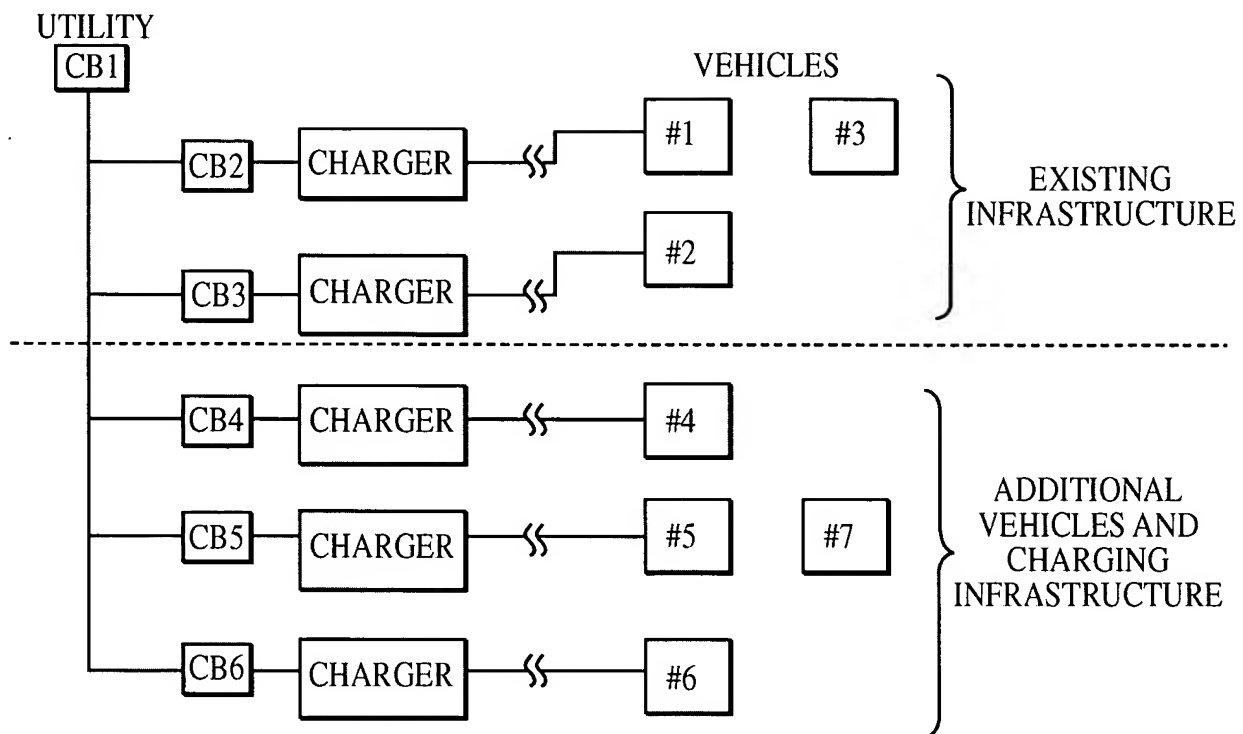 UTILITY
CB1
VEHICLES
#1
#3
CB2
CHARGER
EXISTING
INFRASTRUCTURE
#2
CB3
CHARGER
CB4
CHARGER
#4
ADDITIONAL
VEHICLES AND
CHARGING
INFRASTRUCTURE
CB5
CHARGER
#5
#7
CB6
CHARGER
#6